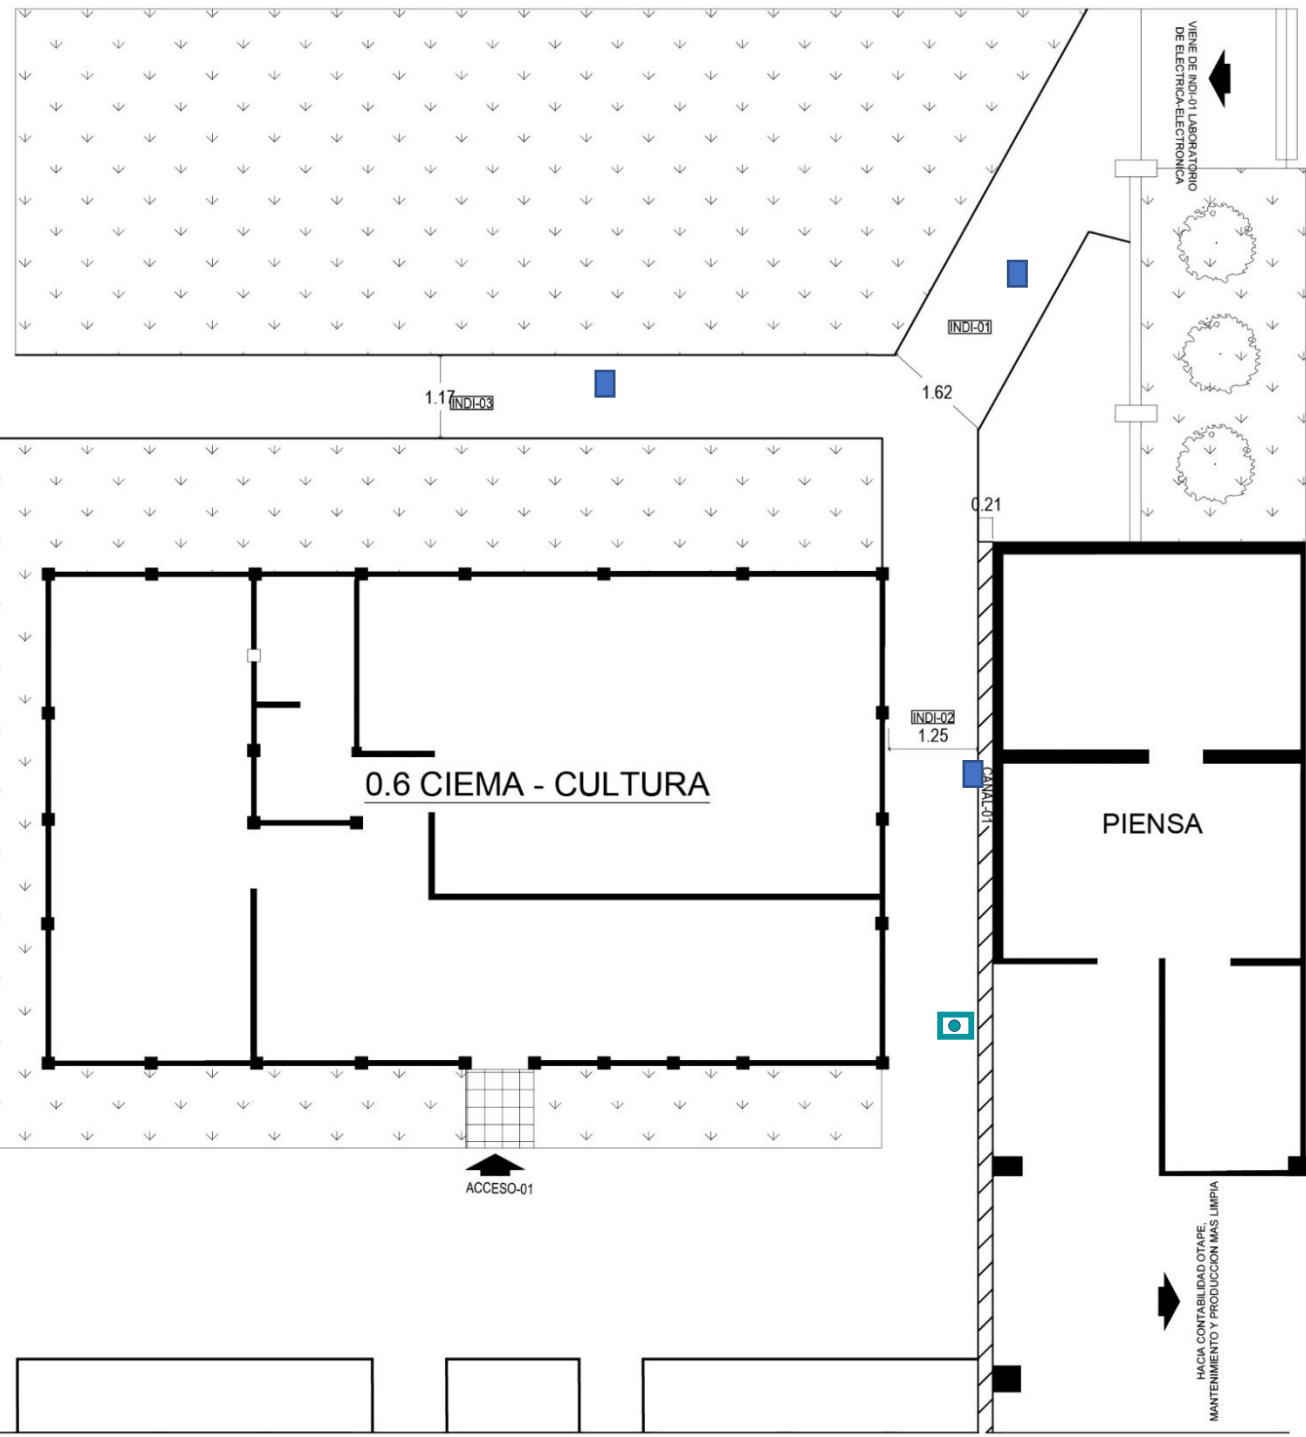 VIENE DE INDI-01 LABORATORIO
DE ELECTRICA-ELECTRONICA
INDI-01
1.17
INDI-03
1.62
0.21
INDI-02
1.25
CANAL-01
0.6 CIEMA - CULTURA
PIENSA
ACCESO-01
HACIA CONTABILIDAD OTAPE,
MANTENIMIENTO Y PRODUCCION MAS LIMPIA